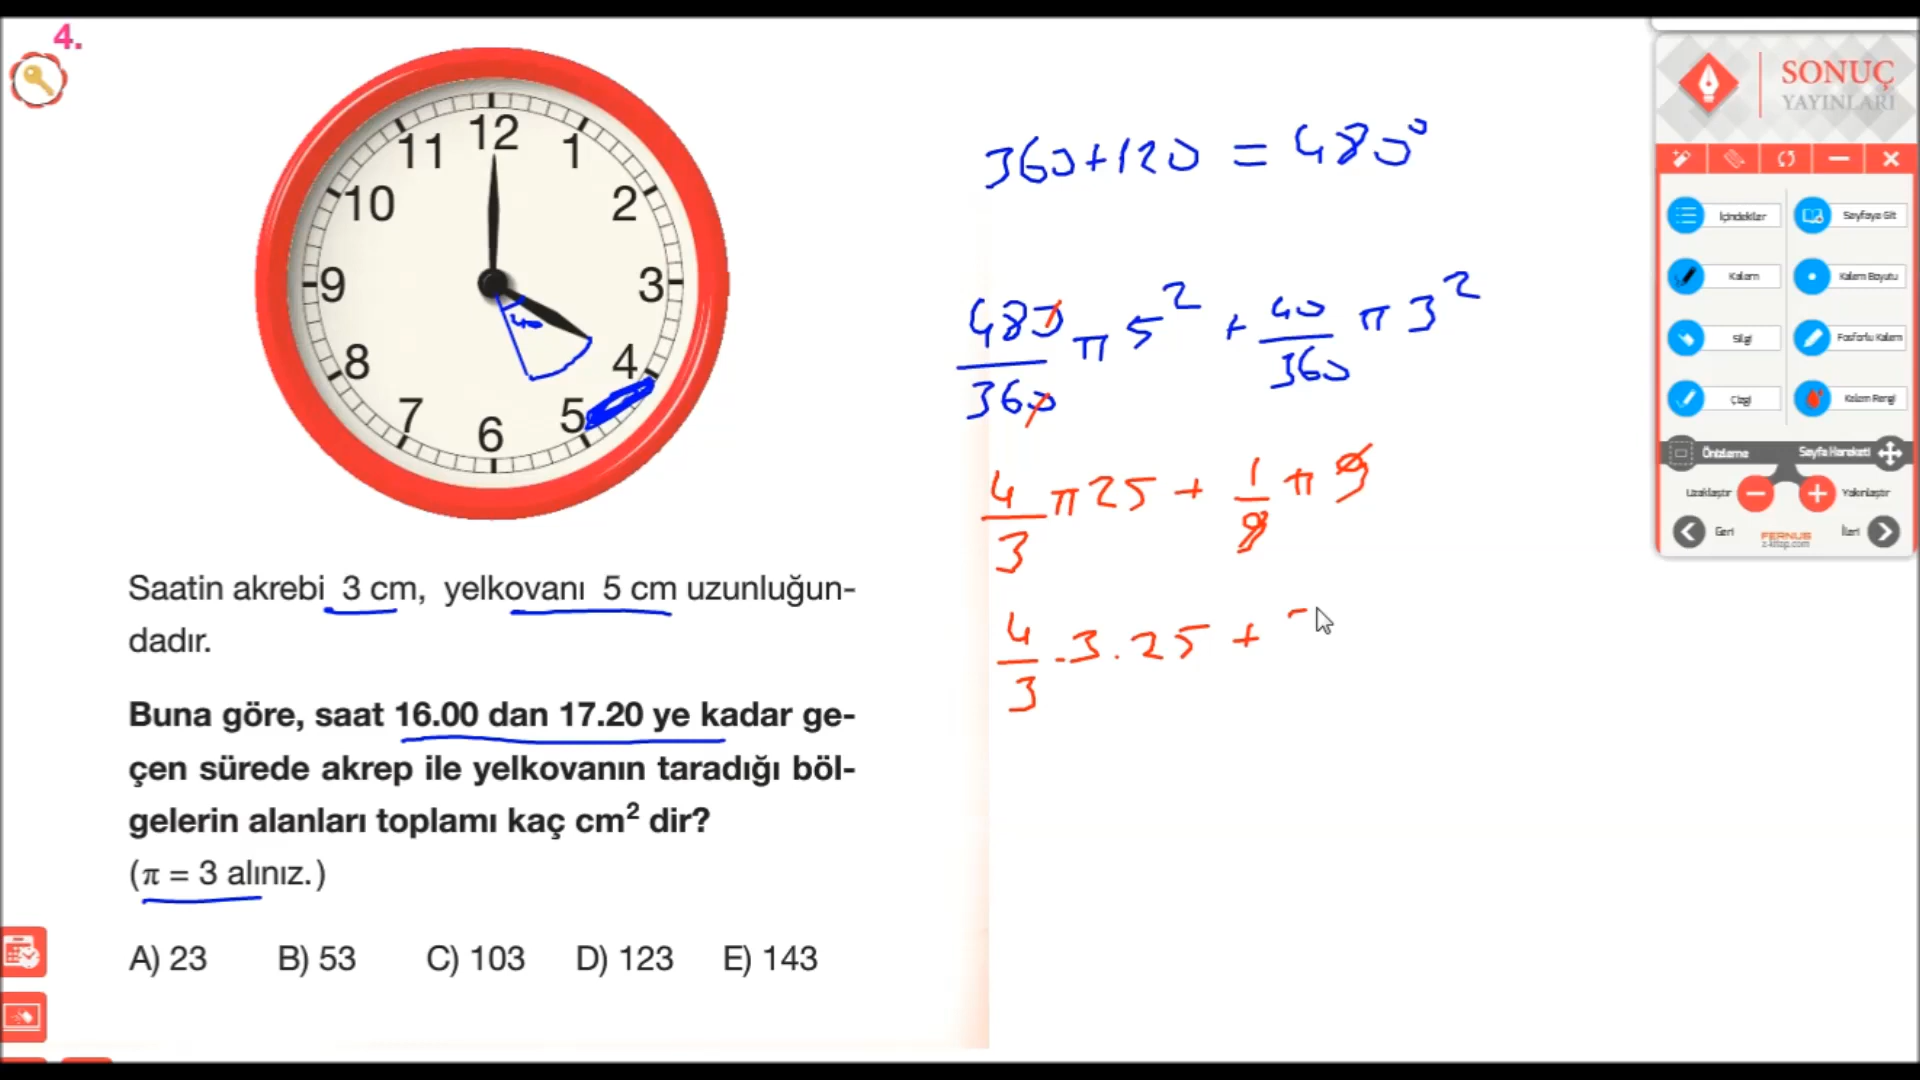 4.
12
11
1
10
2
9
3
8
4
7
5
6
40
Saatin akrebi 3 cm, yelkovanı 5 cm uzunluğun-
dadır.
Buna göre, saat 16.00 dan 17.20 ye kadar ge-
çen sürede akrep ile yelkovanın taradığı böl-
gelerin alanları toplamı kaç cm² dir?
(π = 3 alınız.)
A) 23 B) 53 C) 103 D) 123 E) 143
360+120 = 480°
480/360 π 5² + 40/360 π 3²
4/3 π 25 + 1/9 π 9
4/3 . 3 . 25 +
SONUÇ
YAYINLARI
İçindekiler
Sayfaya Git
Kalem
Kalem Boyutu
Silgi
Fosforlu Kalem
Çizgi
Kalem Rengi
Önizleme
Sayfa Hareketi
Uzaklaştır
Yakınlaştır
Geri
FERNUS
z-kitap.com
İleri